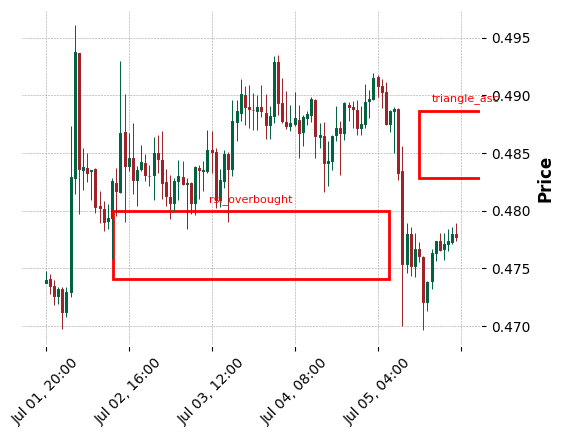 0.495
triangle_asc
0.490
0.485
Price
rsi_overbought
0.480
0.475
0.470
Jul 01, 20:00
Jul 02, 16:00
Jul 03, 12:00
Jul 04, 08:00
Jul 05, 04:00